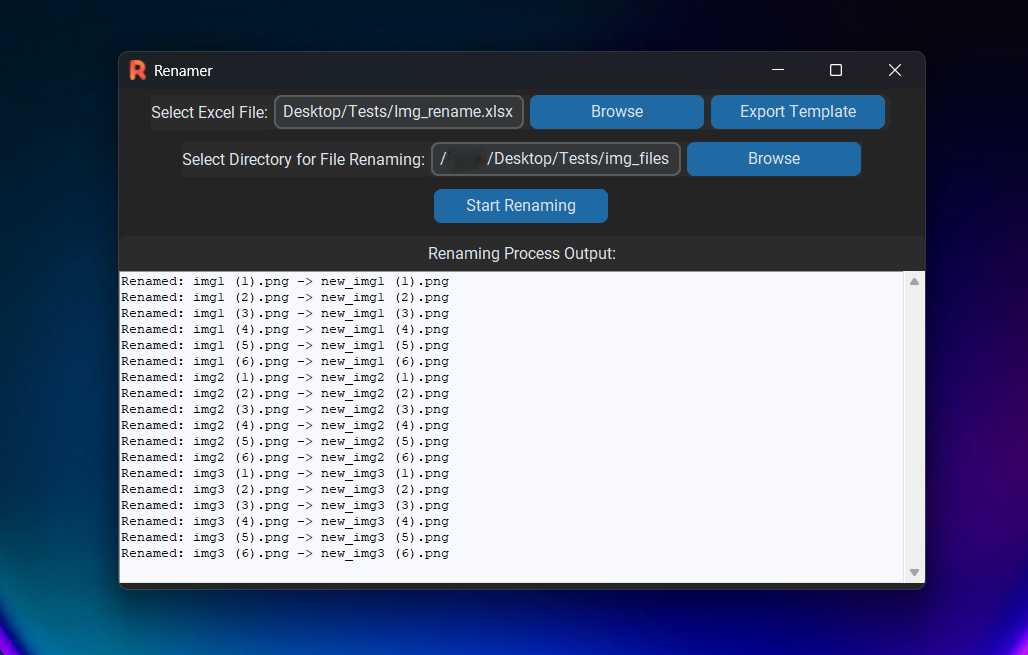 R Renamer
Select Excel File: Desktop/Tests/Img_rename.xlsx Browse Export Template
Select Directory for File Renaming: / /Desktop/Tests/img_files Browse
Start Renaming
Renaming Process Output:
Renamed: img1 (1).png -> new_img1 (1).png
Renamed: img1 (2).png -> new_img1 (2).png
Renamed: img1 (3).png -> new_img1 (3).png
Renamed: img1 (4).png -> new_img1 (4).png
Renamed: img1 (5).png -> new_img1 (5).png
Renamed: img1 (6).png -> new_img1 (6).png
Renamed: img2 (1).png -> new_img2 (1).png
Renamed: img2 (2).png -> new_img2 (2).png
Renamed: img2 (3).png -> new_img2 (3).png
Renamed: img2 (4).png -> new_img2 (4).png
Renamed: img2 (5).png -> new_img2 (5).png
Renamed: img2 (6).png -> new_img2 (6).png
Renamed: img3 (1).png -> new_img3 (1).png
Renamed: img3 (2).png -> new_img3 (2).png
Renamed: img3 (3).png -> new_img3 (3).png
Renamed: img3 (4).png -> new_img3 (4).png
Renamed: img3 (5).png -> new_img3 (5).png
Renamed: img3 (6).png -> new_img3 (6).png